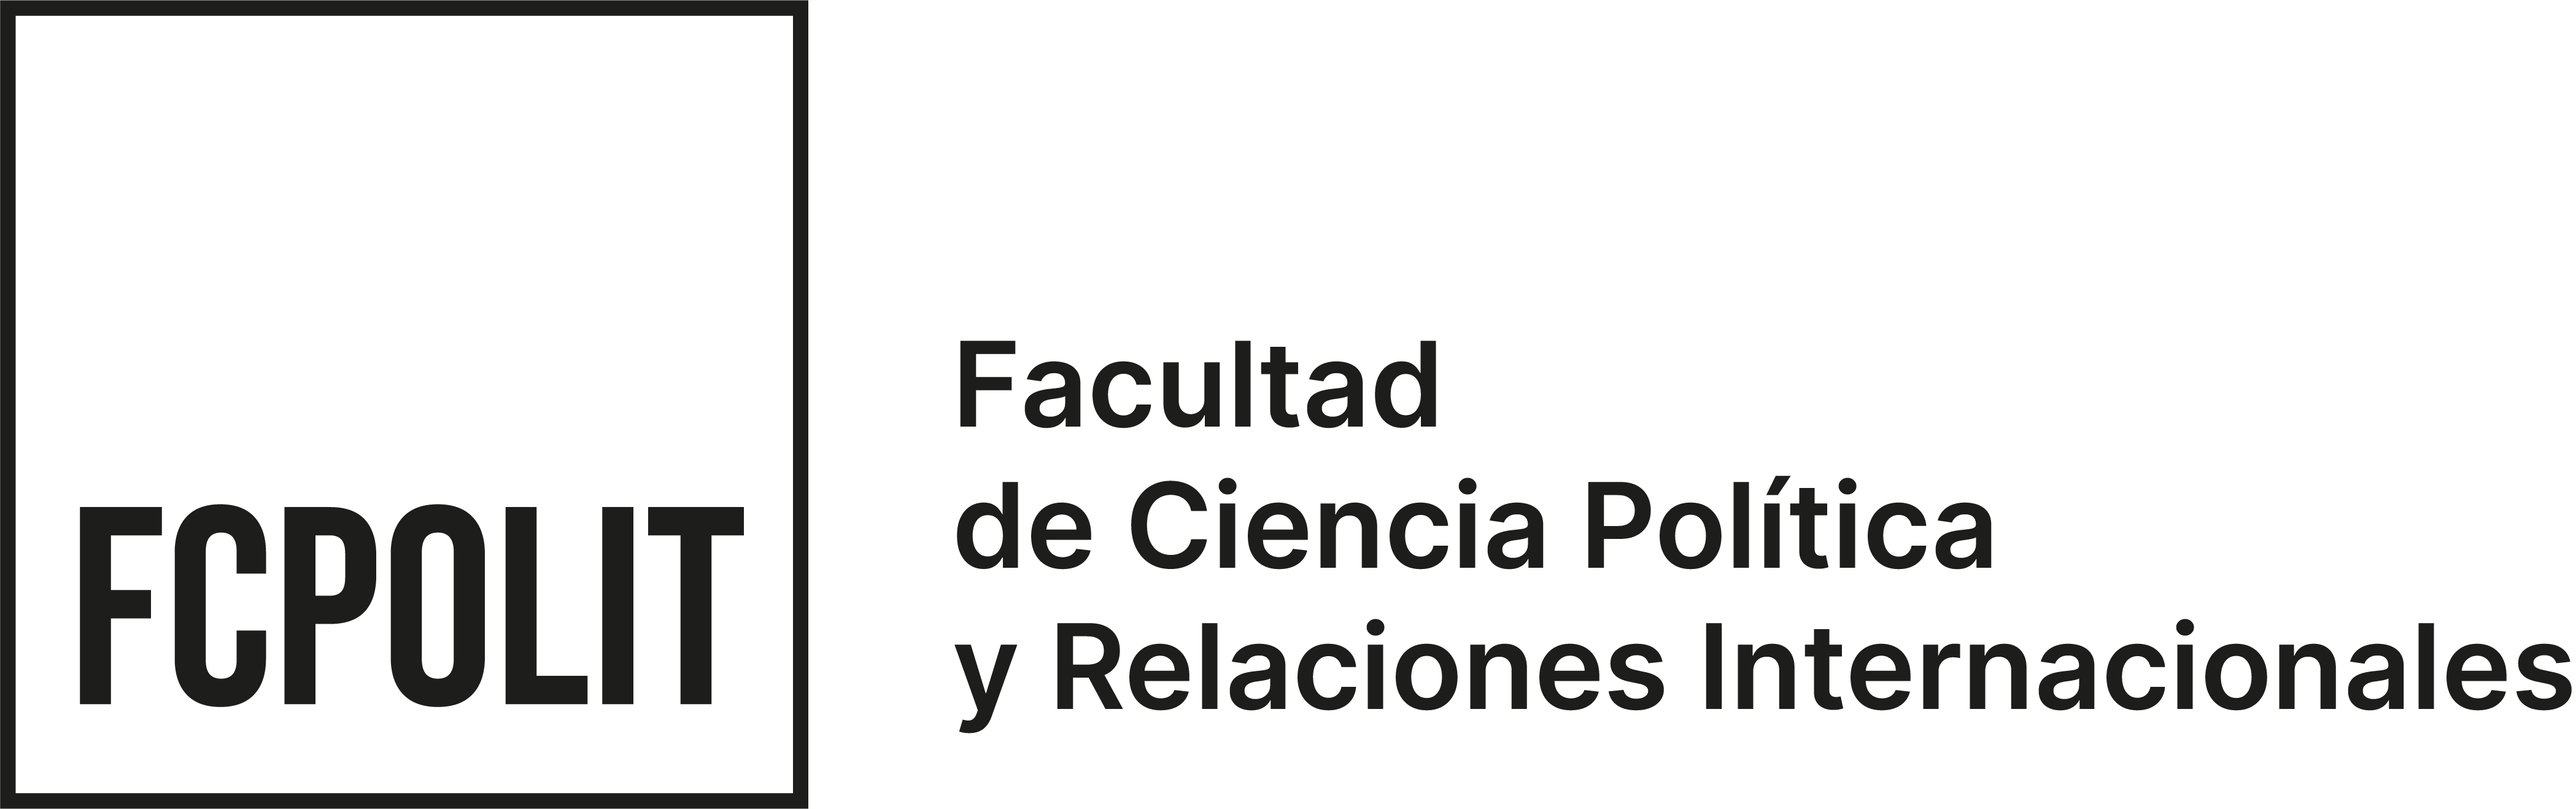 FCPOLIT
Facultad
de Ciencia Política
y Relaciones Internacionales